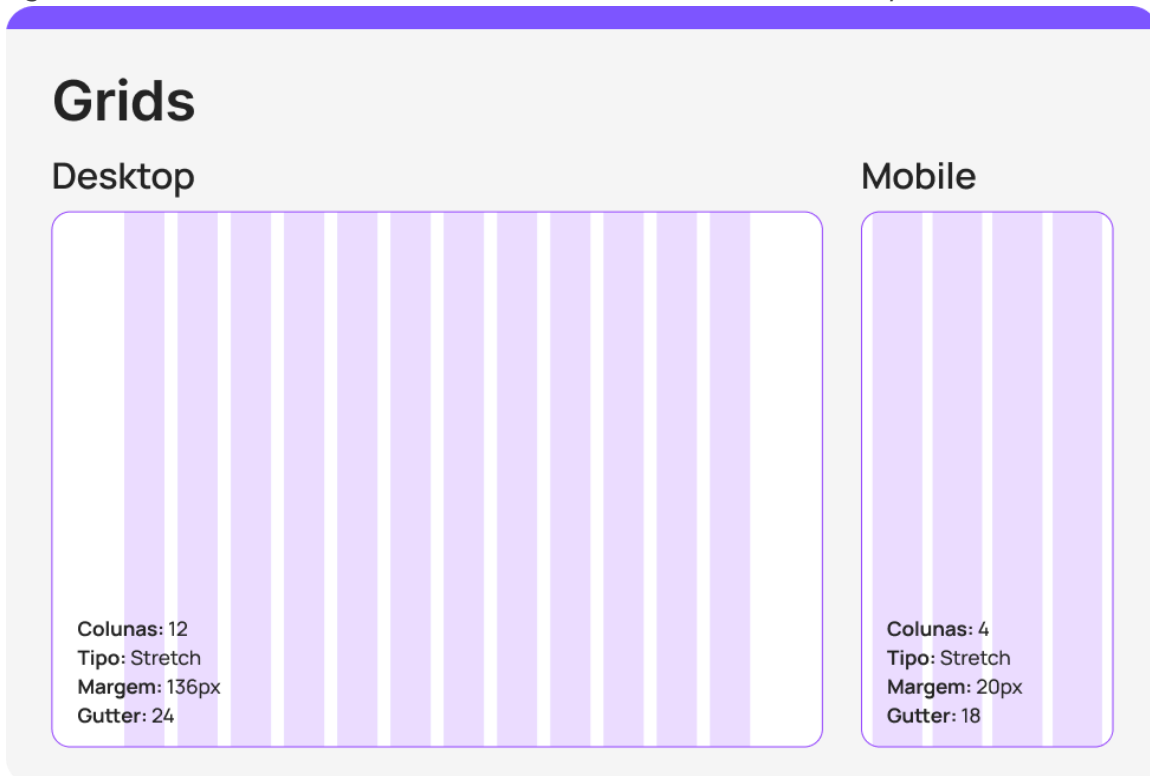 Grids
Desktop
Colunas: 12
Tipo: Stretch
Margem: 136px
Gutter: 24
Mobile
Colunas: 4
Tipo: Stretch
Margem: 20px
Gutter: 18